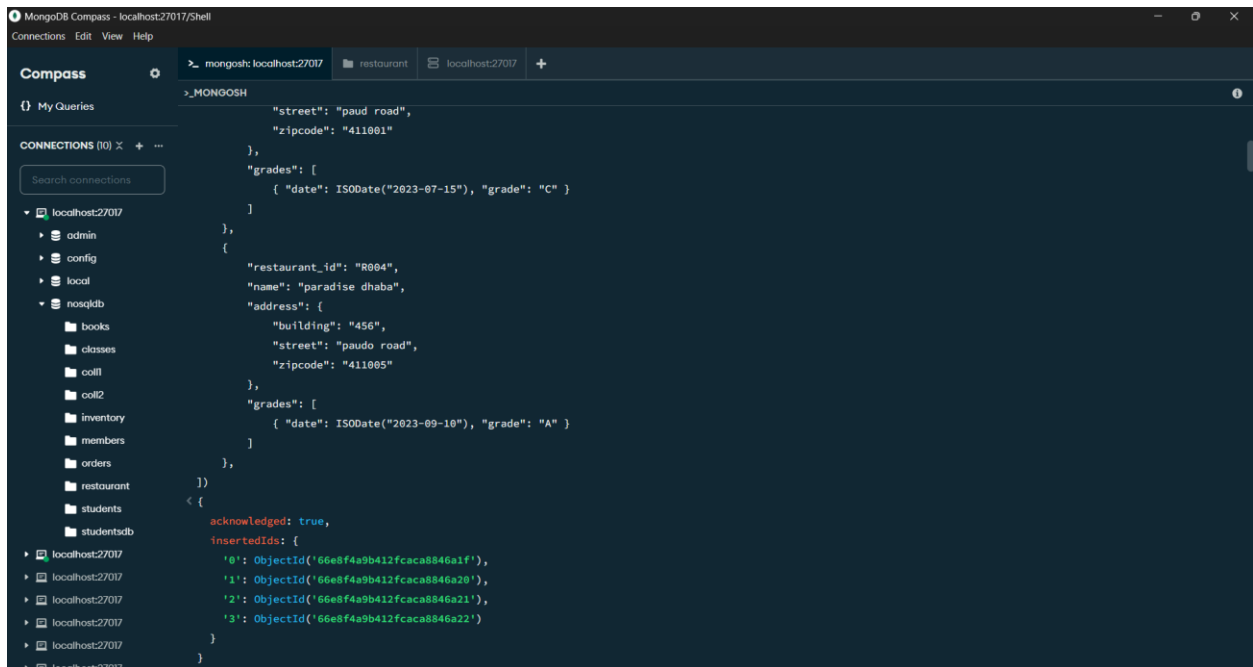 MongoDB Compass - localhost:27017/Shell
Connections Edit View Help
Compass
{} My Queries
CONNECTIONS (10)
Search connections
localhost:27017
admin
config
local
nosqldb
books
classes
coll1
coll2
inventory
members
orders
restaurant
students
studentsdb
localhost:27017
localhost:27017
localhost:27017
localhost:27017
localhost:27017
>_ mongosh: localhost:27017 restaurant localhost:27017 +
>_MONGOSH
"street": "paud road",
"zipcode": "411001"
},
"grades": [
{ "date": ISODate("2023-07-15"), "grade": "C" }
]
},
{
"restaurant_id": "R004",
"name": "paradise dhaba",
"address": {
"building": "456",
"street": "paudo road",
"zipcode": "411005"
},
"grades": [
{ "date": ISODate("2023-09-10"), "grade": "A" }
]
},
])
< {
acknowledged: true,
insertedIds: {
'0': ObjectId('66e8f4a9b412fcaca8846a1f'),
'1': ObjectId('66e8f4a9b412fcaca8846a20'),
'2': ObjectId('66e8f4a9b412fcaca8846a21'),
'3': ObjectId('66e8f4a9b412fcaca8846a22')
}
}